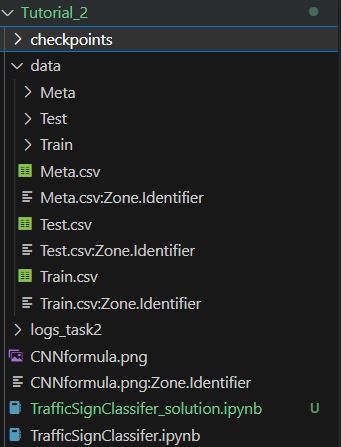 Tutorial_2
checkpoints
data
Meta
Test
Train
Meta.csv
Meta.csv:Zone.Identifier
Test.csv
Test.csv:Zone.Identifier
Train.csv
Train.csv:Zone.Identifier
logs_task2
CNNformula.png
CNNformula.png:Zone.Identifier
TrafficSignClassifer_solution.ipynb U
TrafficSignClassifer.ipynb